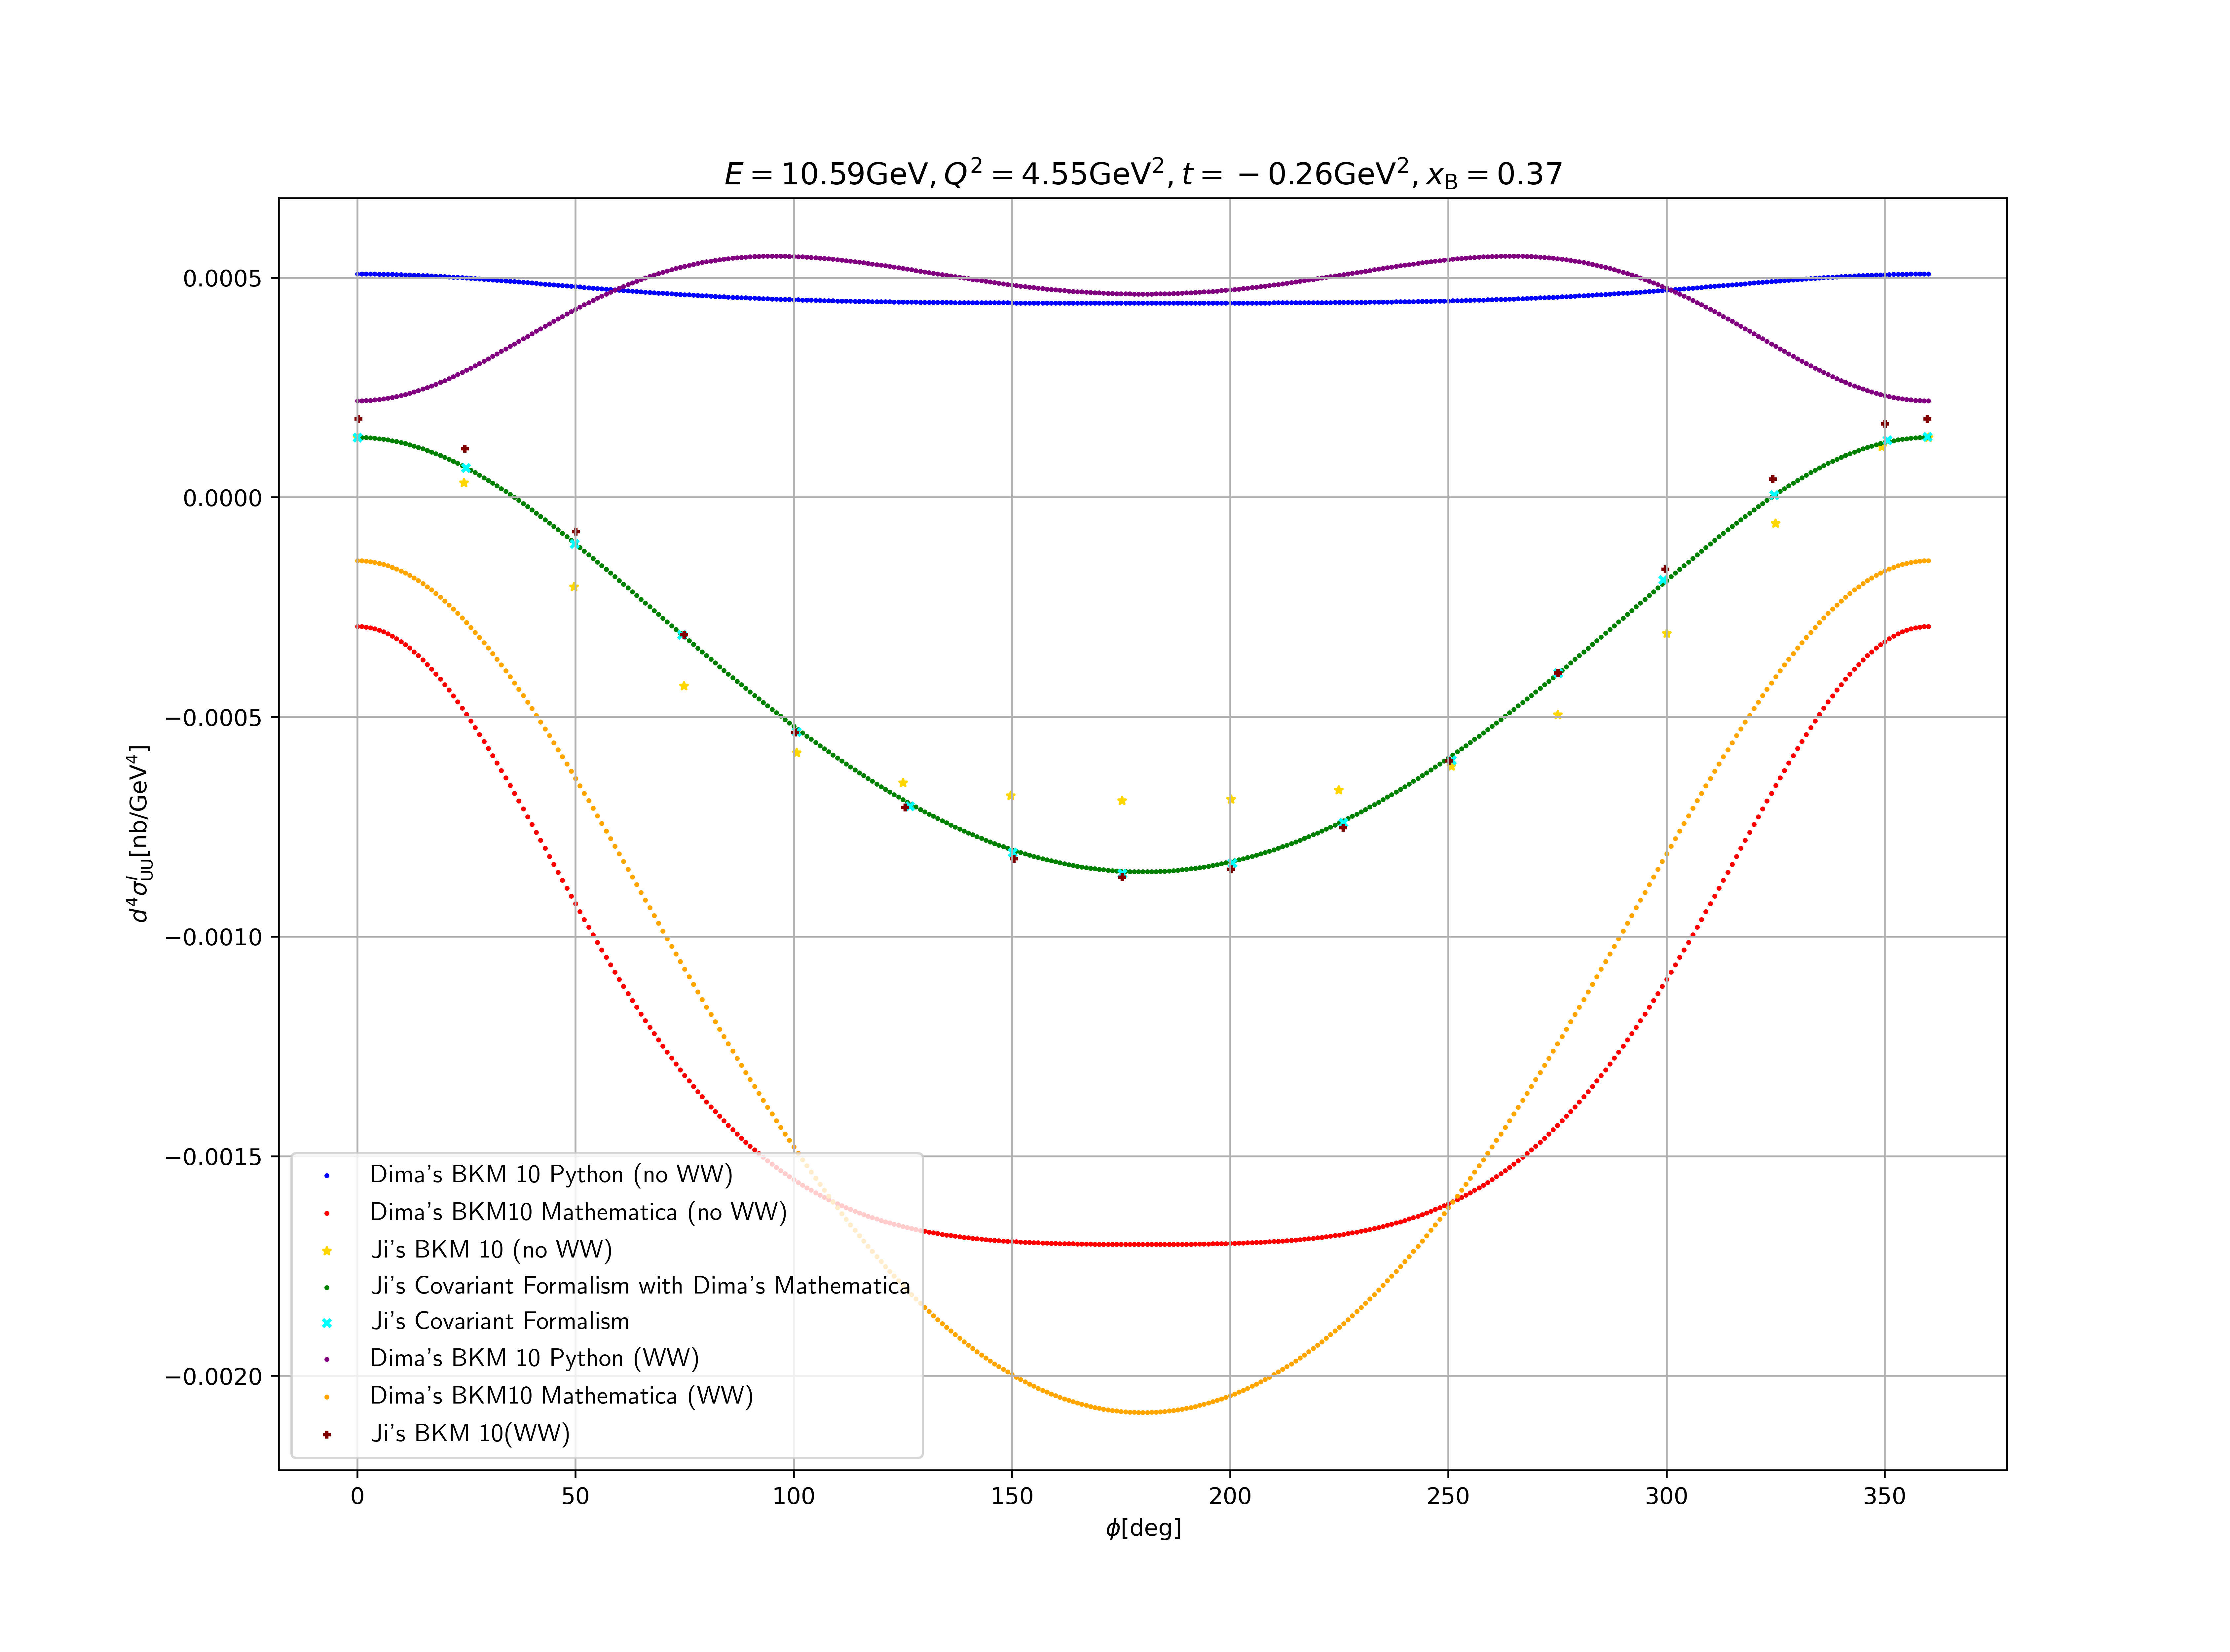 E = 10.59GeV, Q² = 4.55GeV², t = −0.26GeV², x_B = 0.37
0.0005
0.0000
−0.0005
−0.0010
−0.0015
−0.0020
d⁴σ^I_UU[nb/GeV⁴]
Dima's BKM 10 Python (no WW)
Dima's BKM10 Mathematica (no WW)
Ji's BKM 10 (no WW)
Ji's Covariant Formalism with Dima's Mathematica
Ji's Covariant Formalism
Dima's BKM 10 Python (WW)
Dima's BKM10 Mathematica (WW)
Ji's BKM 10(WW)
0 50 100 150 200 250 300 350
ϕ[deg]